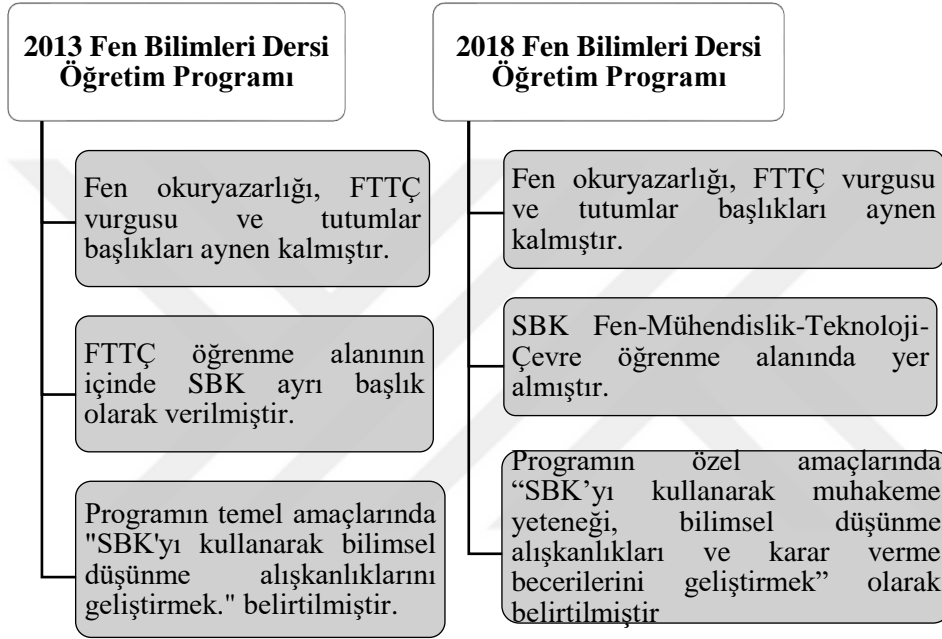 2013 Fen Bilimleri Dersi
Öğretim Programı
Fen okuryazarlığı, FTTÇ
vurgusu ve tutumlar
başlıkları aynen kalmıştır.
FTTÇ öğrenme alanının
içinde SBK ayrı başlık
olarak verilmiştir.
Programın temel amaçlarında
"SBK'yı kullanarak bilimsel
düşünme alışkanlıklarını
geliştirmek." belirtilmiştir.
2018 Fen Bilimleri Dersi
Öğretim Programı
Fen okuryazarlığı, FTTÇ vurgusu
ve tutumlar başlıkları aynen
kalmıştır.
SBK Fen-Mühendislik-Teknoloji-
Çevre öğrenme alanında yer
almıştır.
Programın özel amaçlarında
“SBK’yı kullanarak muhakeme
yeteneği, bilimsel düşünme
alışkanlıkları ve karar verme
becerilerini geliştirmek” olarak
belirtilmiştir